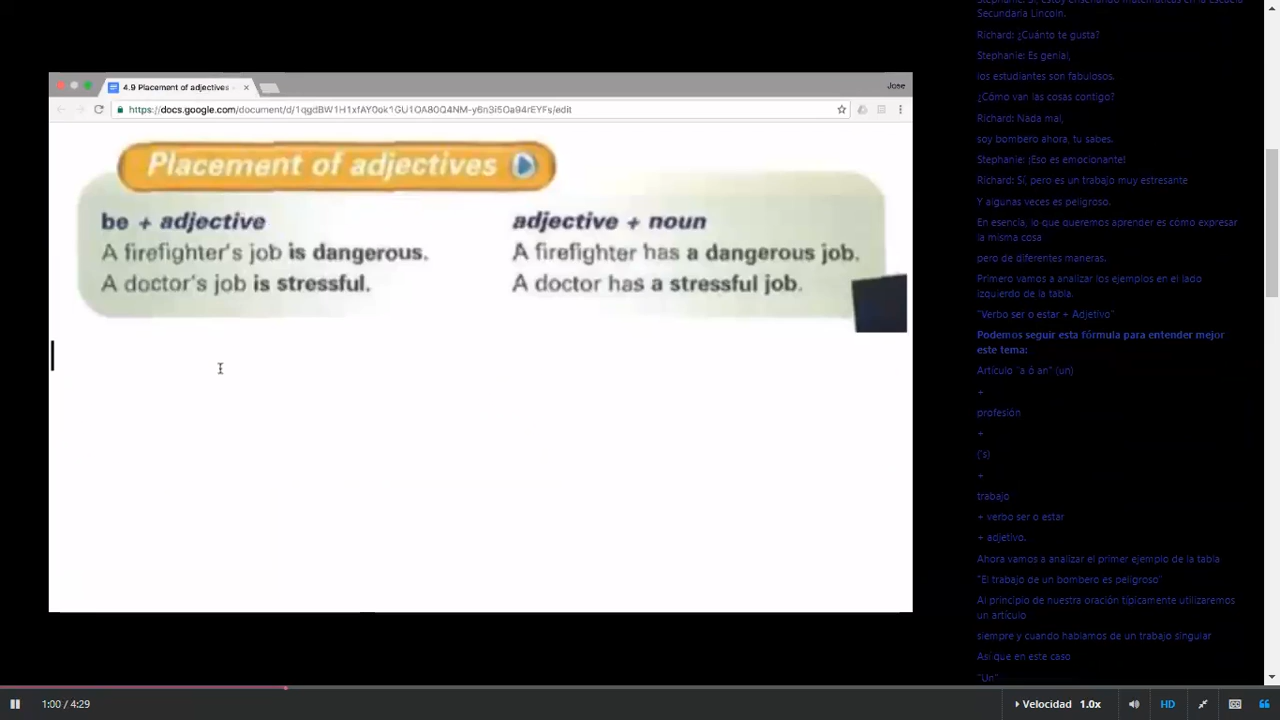 4.9 Placement of adjectives
Jose
https://docs.google.com/document/d/1qgdBW1H1xfAY0ok1GU1OA80Q4NM-y6n3i5Oa94rEYFs/edit
Placement of adjectives
be + adjective
A firefighter's job is dangerous.
A doctor's job is stressful.
adjective + noun
A firefighter has a dangerous job.
A doctor has a stressful job.
Secundaria Lincoln.
Richard: ¿Cuánto te gusta?
Stephanie: Es genial,
los estudiantes son fabulosos.
¿Cómo van las cosas contigo?
Richard: Nada mal,
soy bombero ahora, tu sabes.
Stephanie: ¡Eso es emocionante!
Richard: Sí, pero es un trabajo muy estresante
Y algunas veces es peligroso.
En esencia, lo que queremos aprender es cómo expresar
la misma cosa
pero de diferentes maneras.
Primero vamos a analizar los ejemplos en el lado
izquierdo de la tabla.
"Verbo ser o estar + Adjetivo"
Podemos seguir esta fórmula para entender mejor
este tema:
Artículo "a ó an" (un)
+
profesión
+
('s)
+
trabajo
+ verbo ser o estar
+ adjetivo.
Ahora vamos a analizar el primer ejemplo de la tabla
"El trabajo de un bombero es peligroso"
Al principio de nuestra oración típicamente utilizaremos
un artículo
siempre y cuando hablamos de un trabajo singular
Así que en este caso
"Un"
1:00 / 4:29
Velocidad 1.0x
HD